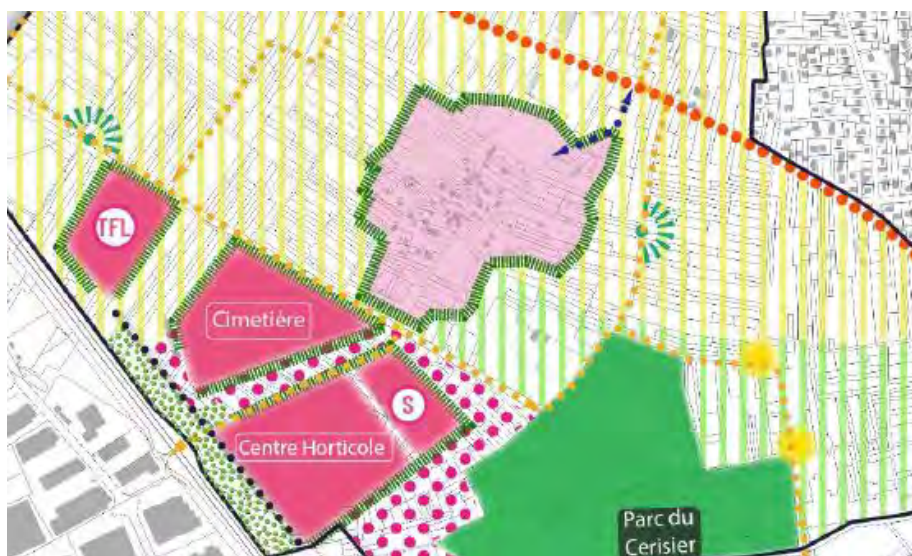 TFL
Cimetière
S
Centre Horticole
Parc du
Cerisier